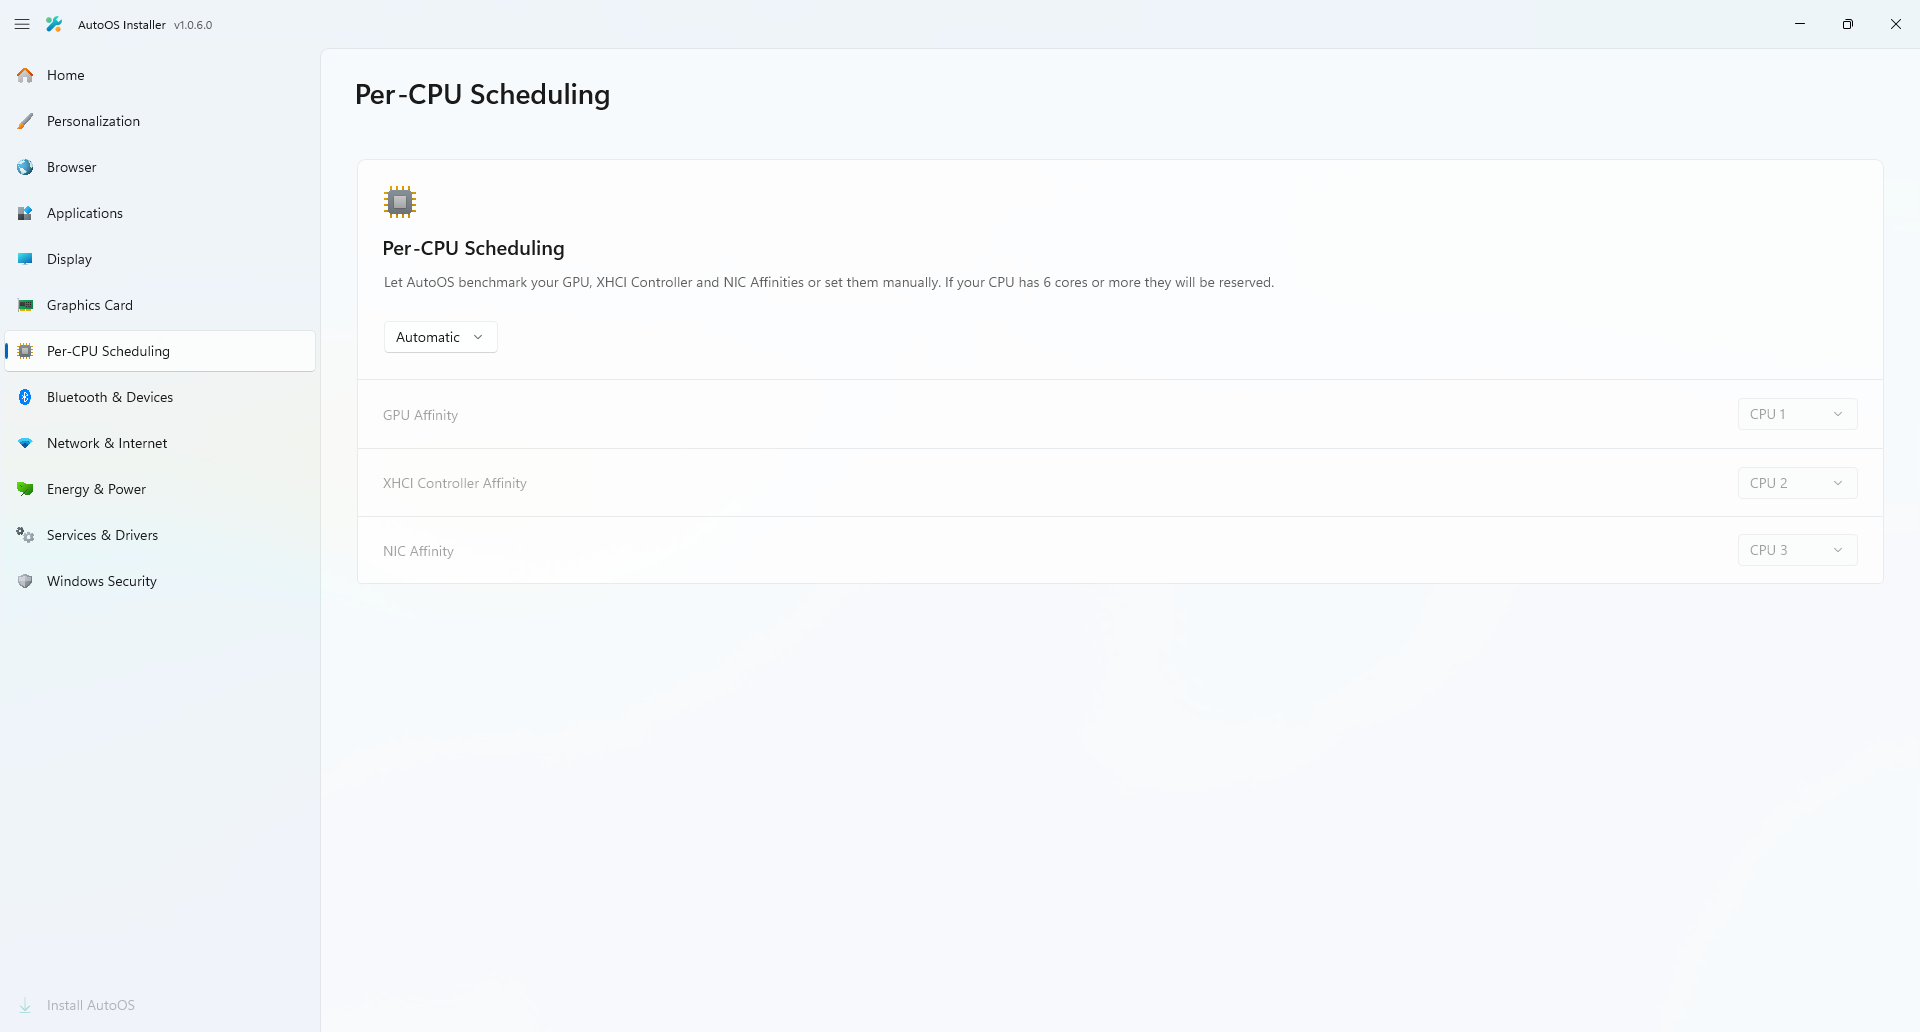 AutoOS Installer v1.0.6.0
Home
Personalization
Browser
Applications
Display
Graphics Card
Per-CPU Scheduling
Bluetooth & Devices
Network & Internet
Energy & Power
Services & Drivers
Windows Security
Install AutoOS
Per-CPU Scheduling
Per-CPU Scheduling
Let AutoOS benchmark your GPU, XHCI Controller and NIC Affinities or set them manually. If your CPU has 6 cores or more they will be reserved.
Automatic
GPU Affinity CPU 1
XHCI Controller Affinity CPU 2
NIC Affinity CPU 3